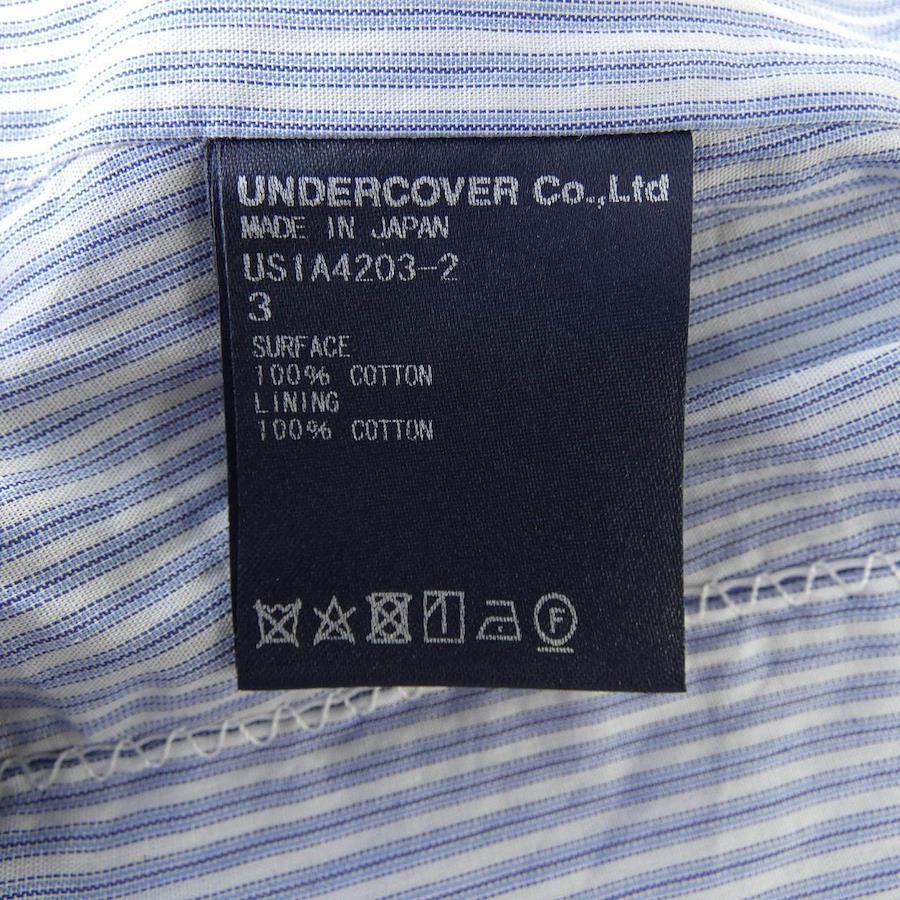 UNDERCOVER Co.,Ltd
MADE IN JAPAN
US1A4203-2
3
SURFACE
100% COTTON
LINING
100% COTTON
F